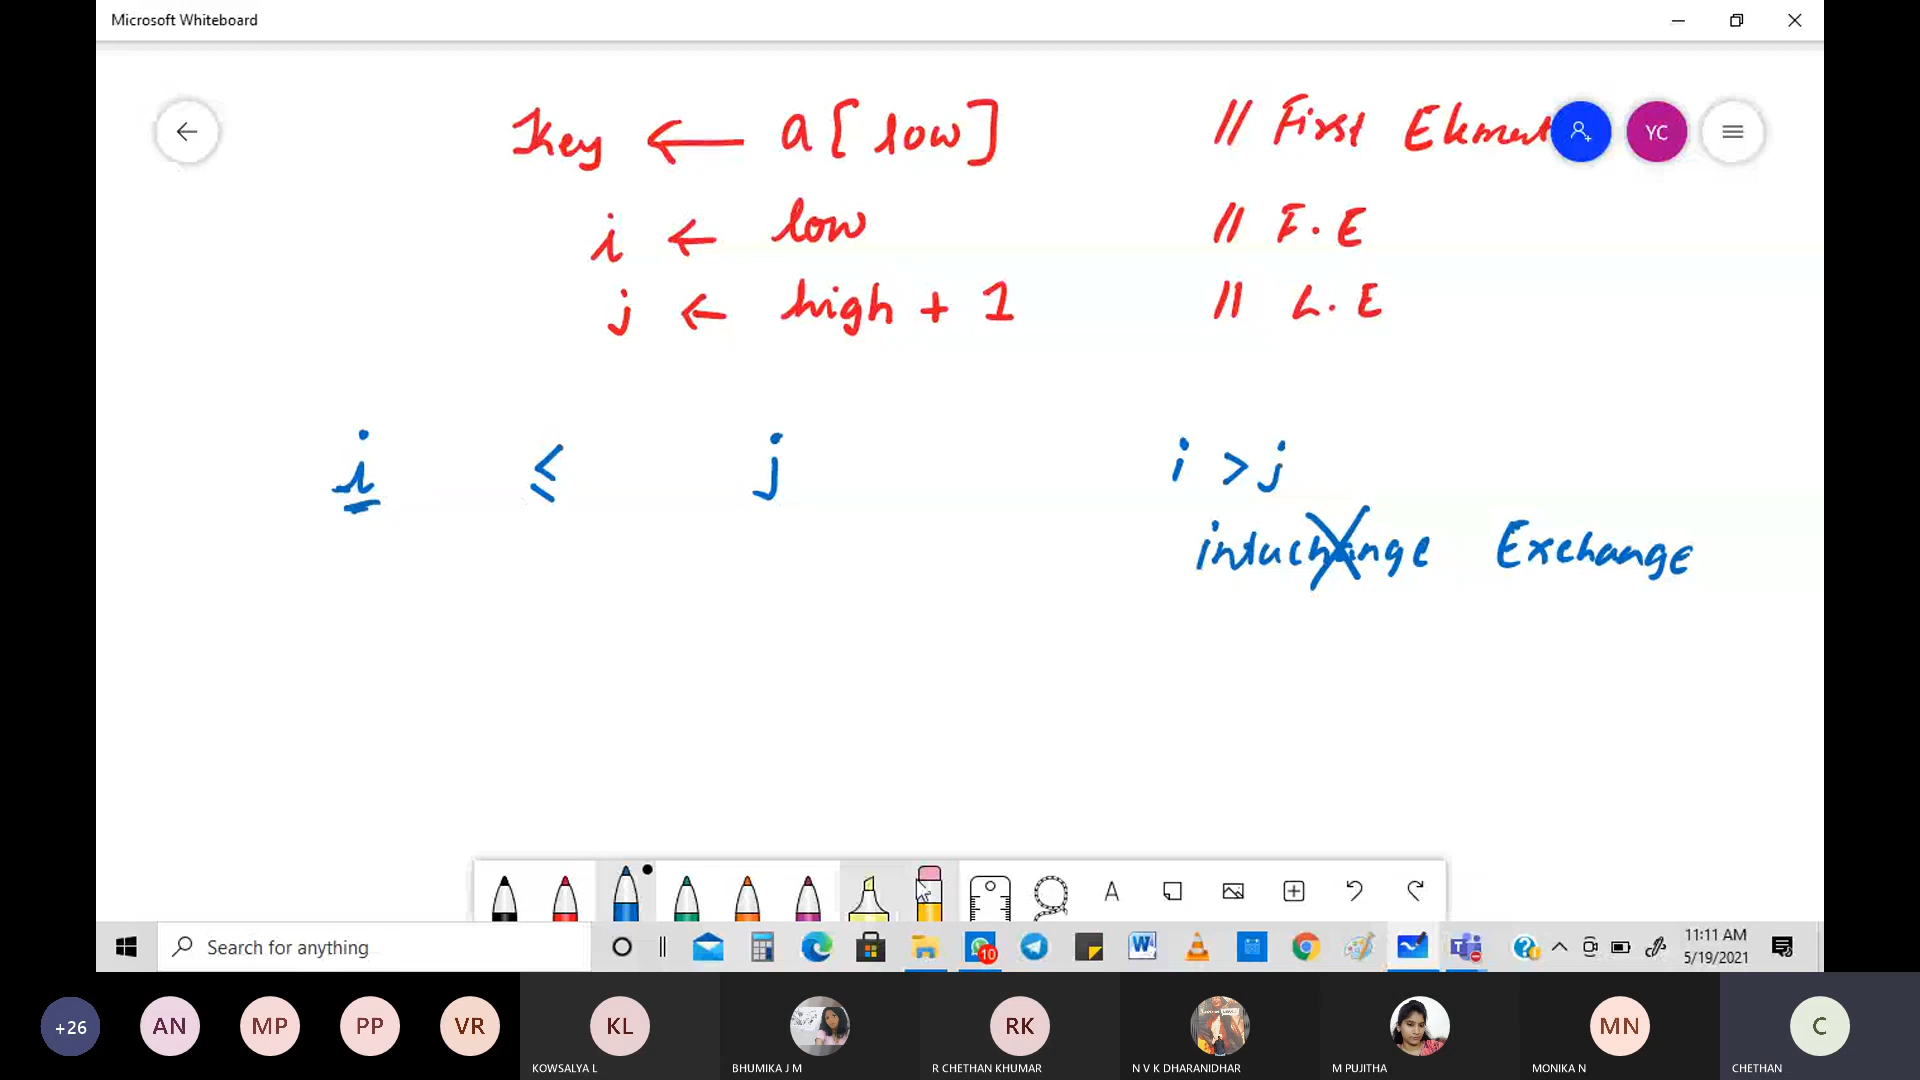 Microsoft Whiteboard
Key ← a[low] // First Element
YC
i ← low // F.E
j ← high + 1 // L.E
i ≤ j
i > j
interchange Exchange
A
Search for anything
10
11:11 AM
5/19/2021
+26
AN
MP
PP
VR
KL
RK
MN
C
KOWSALYA L
BHUMIKA J M
R CHETHAN KHUMAR
N V K DHARANIDHAR
M PUJITHA
MONIKA N
CHETHAN